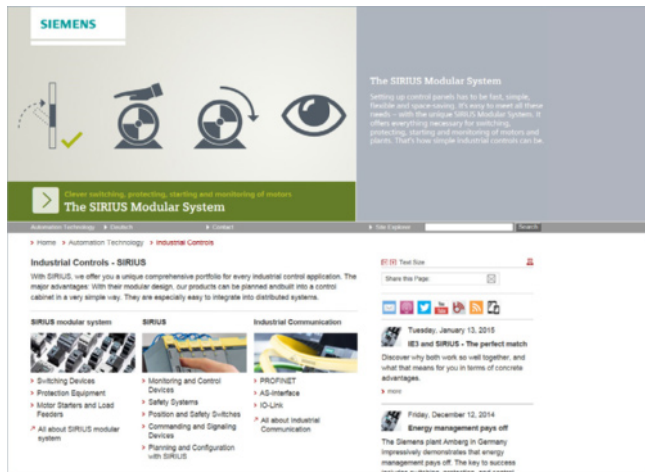 SIEMENS
The SIRIUS Modular System
Setting up control panels has to be fast, simple,
flexible and space-saving. It's easy to meet all these
needs – with the unique SIRIUS Modular System. It
offers everything necessary for switching,
protecting, starting and monitoring of motors and
plants. That's how simple industrial controls can be.
Clever switching, protecting, starting and monitoring of motors
The SIRIUS Modular System
Automation Technology Deutsch Contact Site Explorer Search
Home Automation Technology Industrial Controls
Industrial Controls - SIRIUS
With SIRIUS, we offer you a unique comprehensive portfolio for every industrial control application. The
major advantages: With their modular design, our products can be planned andbuilt into a control
cabinet in a very simple way. They are especially easy to integrate into distributed systems.
SIRIUS modular system
Switching Devices
Protection Equipment
Motor Starters and Load
Feeders
All about SIRIUS modular
system
SIRIUS
Monitoring and Control
Devices
Safety Systems
Position and Safety Switches
Commanding and Signaling
Devices
Planning and Configuration
with SIRIUS
Industrial Communication
PROFINET
AS-Interface
IO-Link
All about Industrial
Communication
Text Size
Share this Page:
Tuesday, January 13, 2015
IE3 and SIRIUS - The perfect match
Discover why both work so well together, and
what that means for you in terms of concrete
advantages.
more
Friday, December 12, 2014
Energy management pays off
The Siemens plant Amberg in Germany
impressively demonstrates that energy
management pays off. The key to success
includes switching, protection, and control